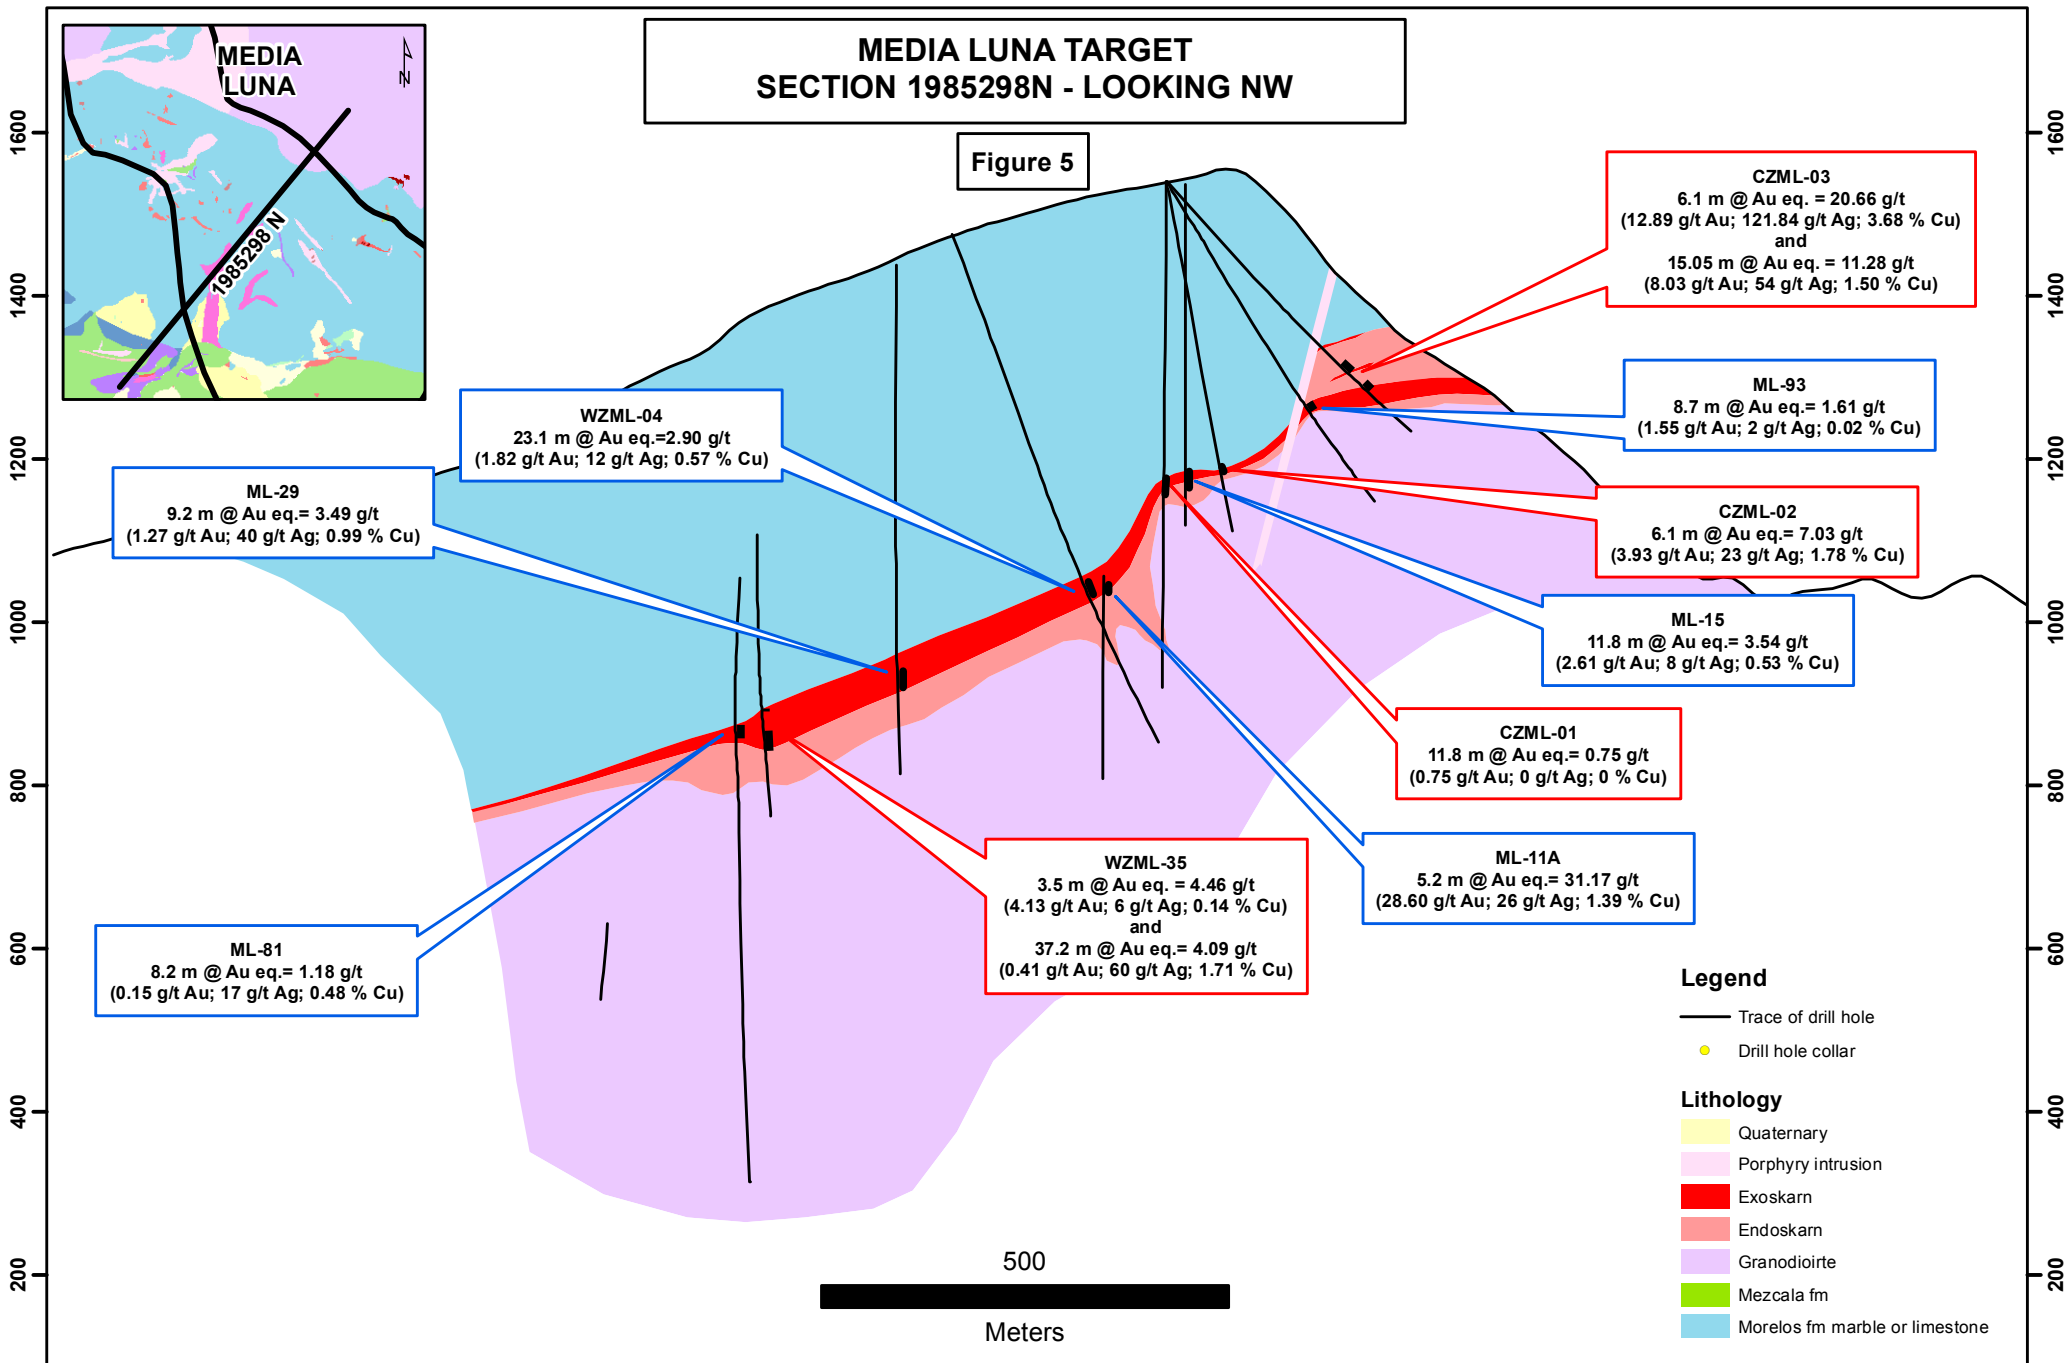 MEDIA LUNA TARGET
SECTION 1985298N - LOOKING NW
Figure 5
MEDIA
LUNA
N
1985298 N
1600
1400
1200
1000
800
600
400
200
1600
1400
1200
1000
800
600
400
200
CZML-03
6.1 m @ Au eq. = 20.66 g/t
(12.89 g/t Au; 121.84 g/t Ag; 3.68 % Cu)
and
15.05 m @ Au eq. = 11.28 g/t
(8.03 g/t Au; 54 g/t Ag; 1.50 % Cu)
ML-93
8.7 m @ Au eq.= 1.61 g/t
(1.55 g/t Au; 2 g/t Ag; 0.02 % Cu)
WZML-04
23.1 m @ Au eq.=2.90 g/t
(1.82 g/t Au; 12 g/t Ag; 0.57 % Cu)
ML-29
9.2 m @ Au eq.= 3.49 g/t
(1.27 g/t Au; 40 g/t Ag; 0.99 % Cu)
CZML-02
6.1 m @ Au eq.= 7.03 g/t
(3.93 g/t Au; 23 g/t Ag; 1.78 % Cu)
ML-15
11.8 m @ Au eq.= 3.54 g/t
(2.61 g/t Au; 8 g/t Ag; 0.53 % Cu)
CZML-01
11.8 m @ Au eq.= 0.75 g/t
(0.75 g/t Au; 0 g/t Ag; 0 % Cu)
WZML-35
3.5 m @ Au eq. = 4.46 g/t
(4.13 g/t Au; 6 g/t Ag; 0.14 % Cu)
and
37.2 m @ Au eq.= 4.09 g/t
(0.41 g/t Au; 60 g/t Ag; 1.71 % Cu)
ML-11A
5.2 m @ Au eq.= 31.17 g/t
(28.60 g/t Au; 26 g/t Ag; 1.39 % Cu)
ML-81
8.2 m @ Au eq.= 1.18 g/t
(0.15 g/t Au; 17 g/t Ag; 0.48 % Cu)
500
Meters
Legend
Trace of drill hole
Drill hole collar
Lithology
Quaternary
Porphyry intrusion
Exoskarn
Endoskarn
Granodioirte
Mezcala fm
Morelos fm marble or limestone